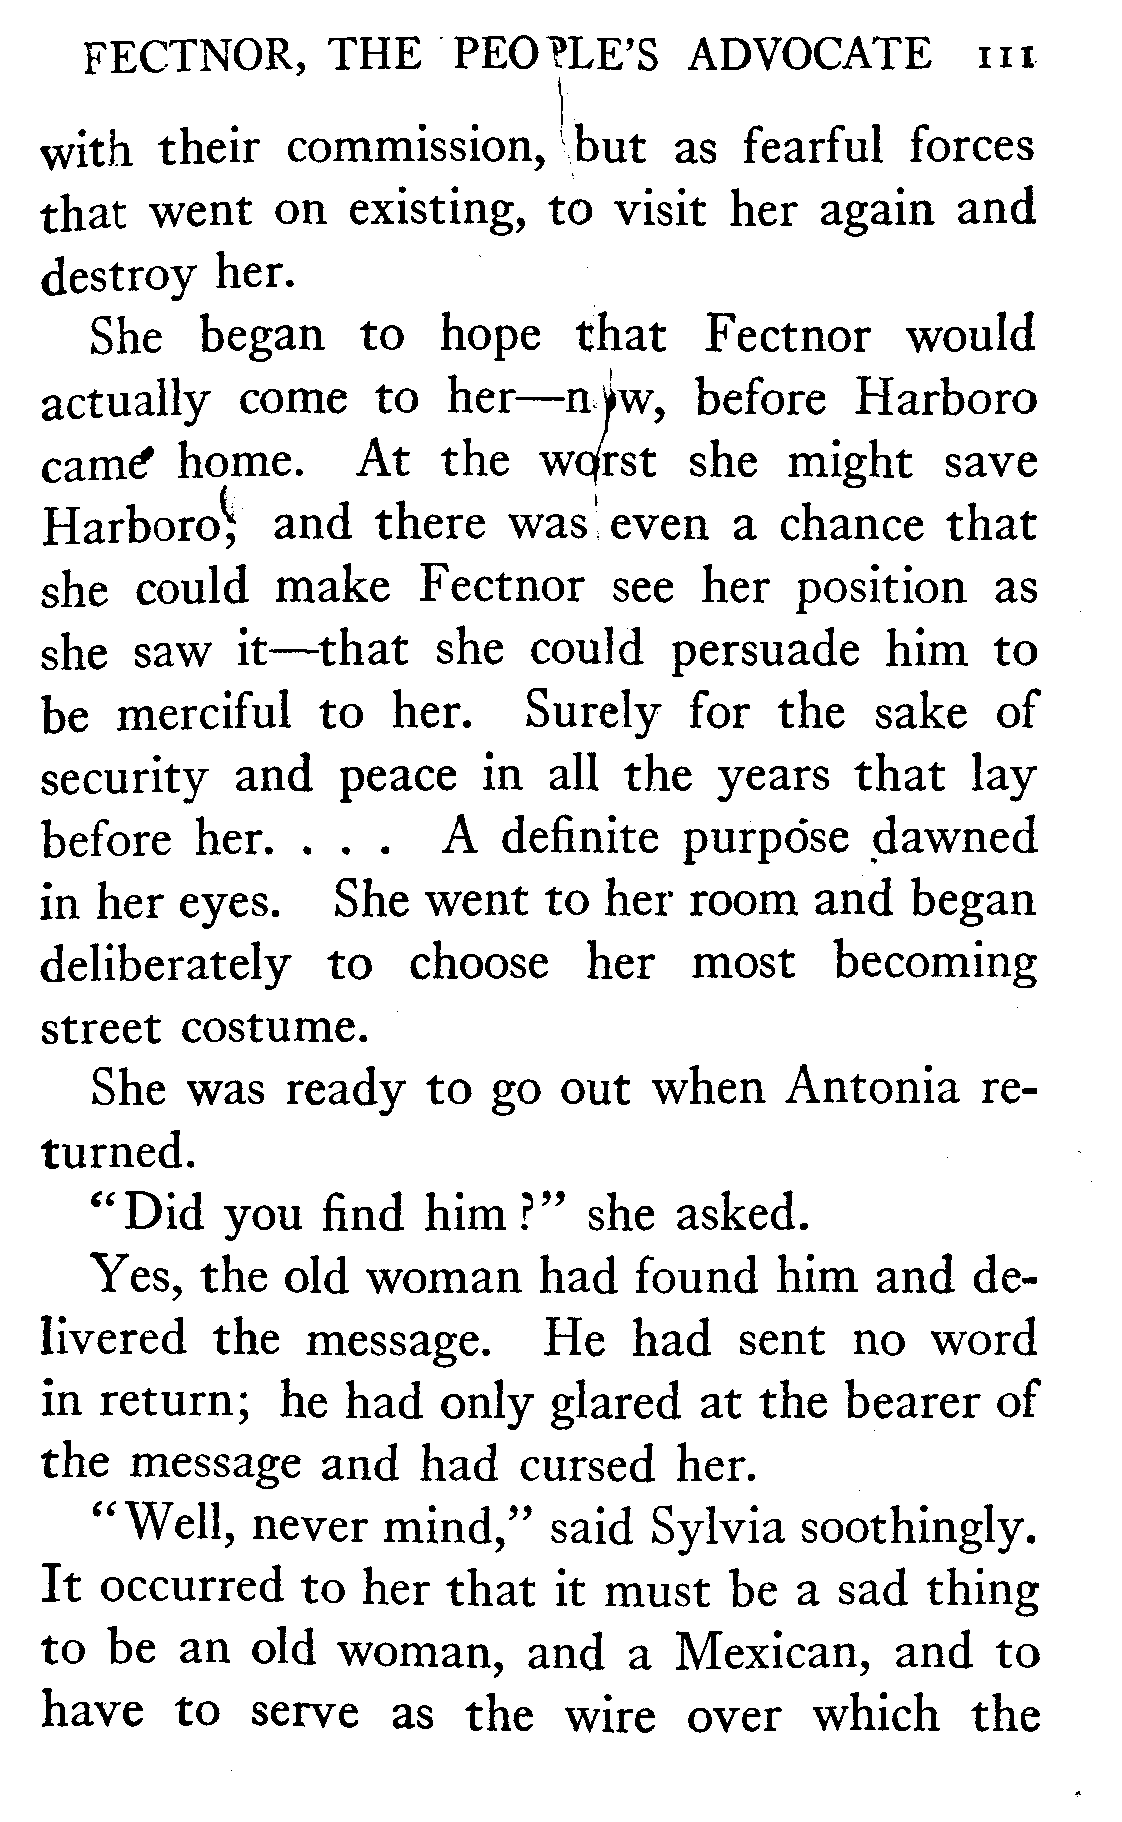 FECTNOR, THE PEOPLE'S ADVOCATE 111
with their commission, but as fearful forces
that went on existing, to visit her again and
destroy her.
She began to hope that Fectnor would
actually come to her—now, before Harboro
came home. At the worst she might save
Harboro; and there was even a chance that
she could make Fectnor see her position as
she saw it—that she could persuade him to
be merciful to her. Surely for the sake of
security and peace in all the years that lay
before her. . . . A definite purpose dawned
in her eyes. She went to her room and began
deliberately to choose her most becoming
street costume.
She was ready to go out when Antonia re-
turned.
"Did you find him?" she asked.
Yes, the old woman had found him and de-
livered the message. He had sent no word
in return; he had only glared at the bearer of
the message and had cursed her.
"Well, never mind," said Sylvia soothingly.
It occurred to her that it must be a sad thing
to be an old woman, and a Mexican, and to
have to serve as the wire over which the